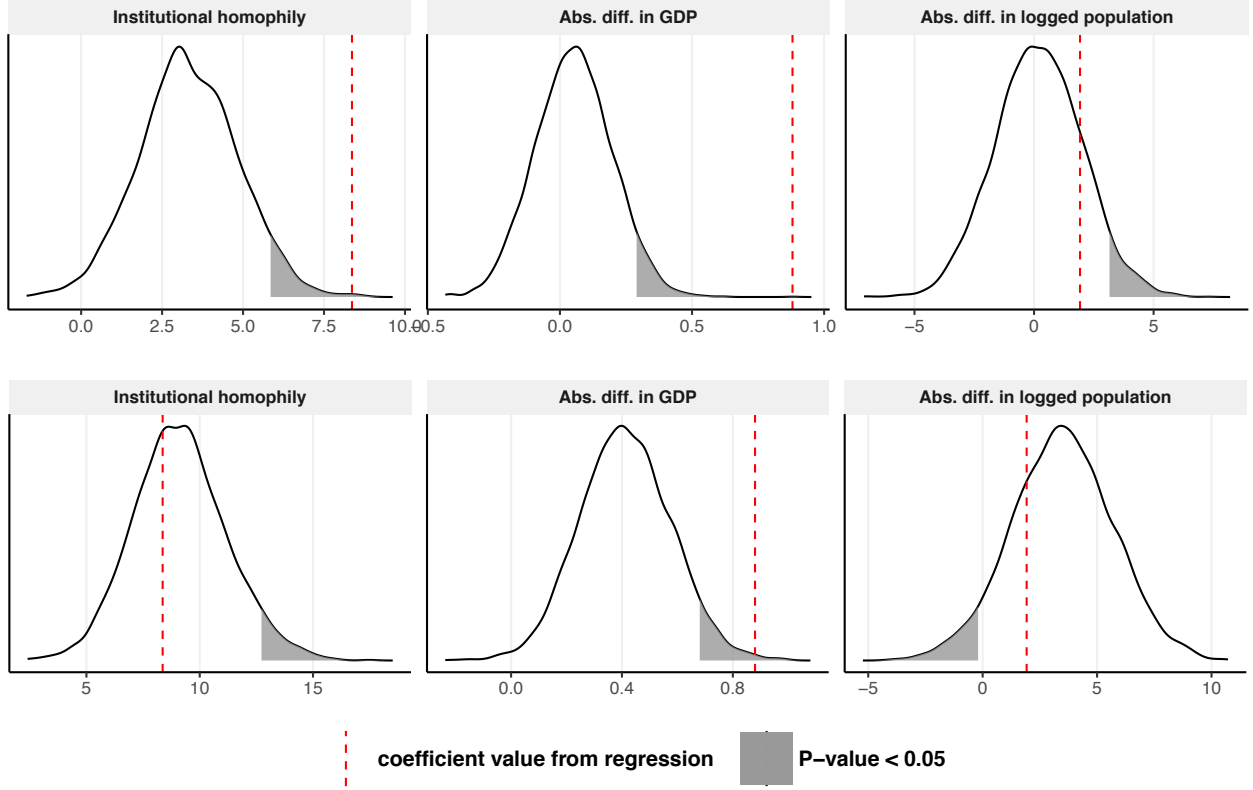 Institutional homophily Abs. diff. in GDP Abs. diff. in logged population
0.0 2.5 5.0 7.5 10.0 −0.5 0.0 0.5 1.0 −5 0 5
Institutional homophily Abs. diff. in GDP Abs. diff. in logged population
5 10 15 0.0 0.4 0.8 −5 0 5 10
coefficient value from regression P−value < 0.05